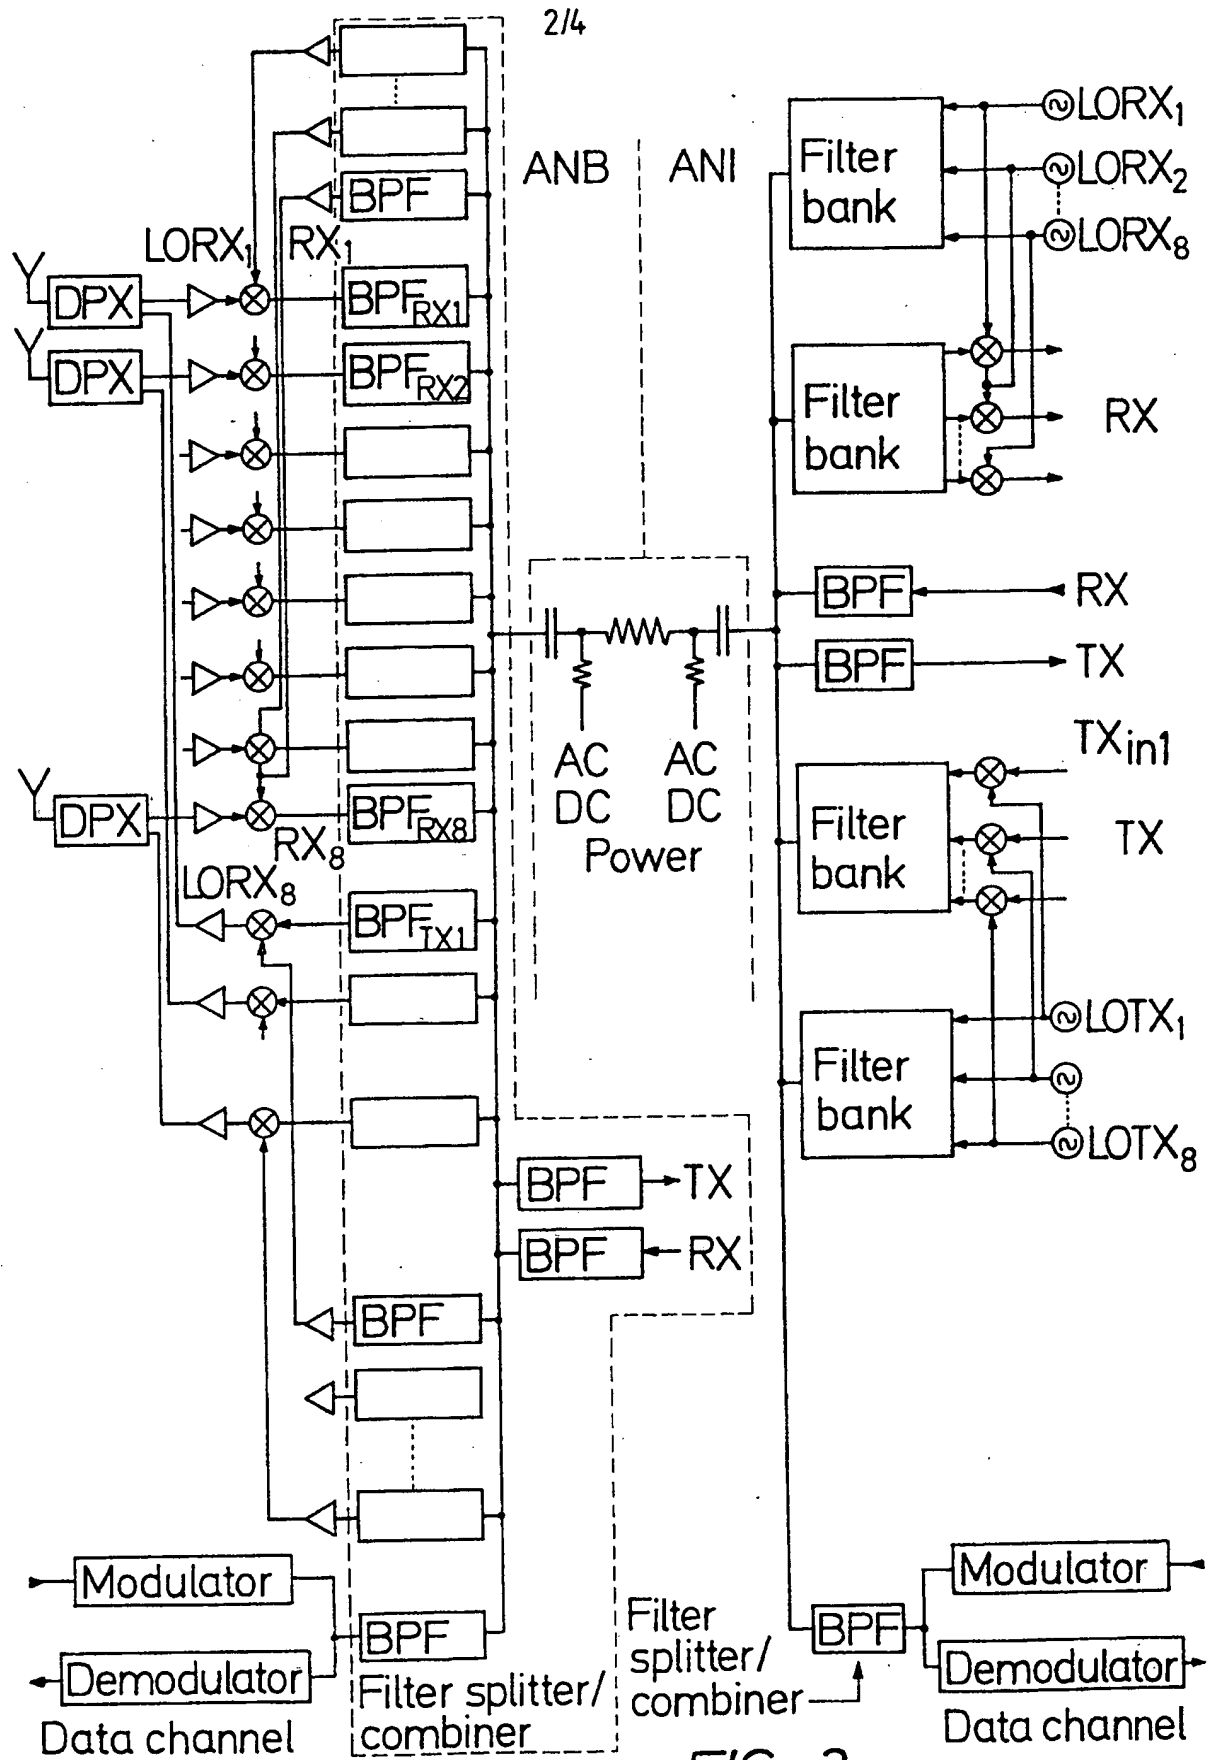 2/4
ANB
ANI
BPF
LORX1
RX1
DPX
BPFRX1
DPX
BPFRX2
DPX
BPFRX8
RX8
LORX8
BPFTX1
AC
DC
AC
DC
Power
BPF
TX
BPF
RX
BPF
Modulator
BPF
Demodulator
Data channel
Filter splitter/
combiner
Filter
bank
LORX1
LORX2
LORX8
Filter
bank
RX
BPF
RX
BPF
TX
TXin1
Filter
bank
TX
Filter
bank
LOTX1
LOTX8
Filter
splitter/
combiner
BPF
Modulator
Demodulator
Data channel